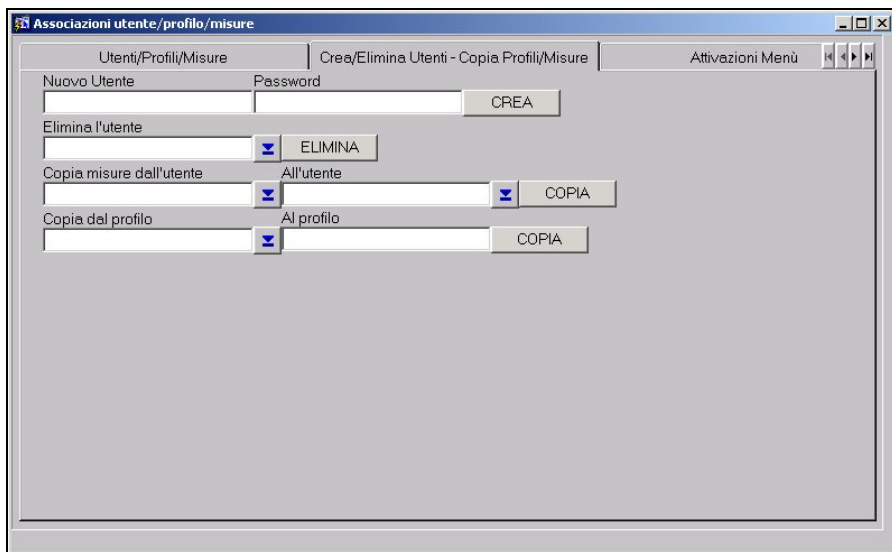 Associazioni utente/profilo/misure
Utenti/Profili/Misure Crea/Elimina Utenti - Copia Profili/Misure Attivazioni Menù
Nuovo Utente Password
CREA
Elimina l'utente
ELIMINA
Copia misure dall'utente All'utente
COPIA
Copia dal profilo Al profilo
COPIA